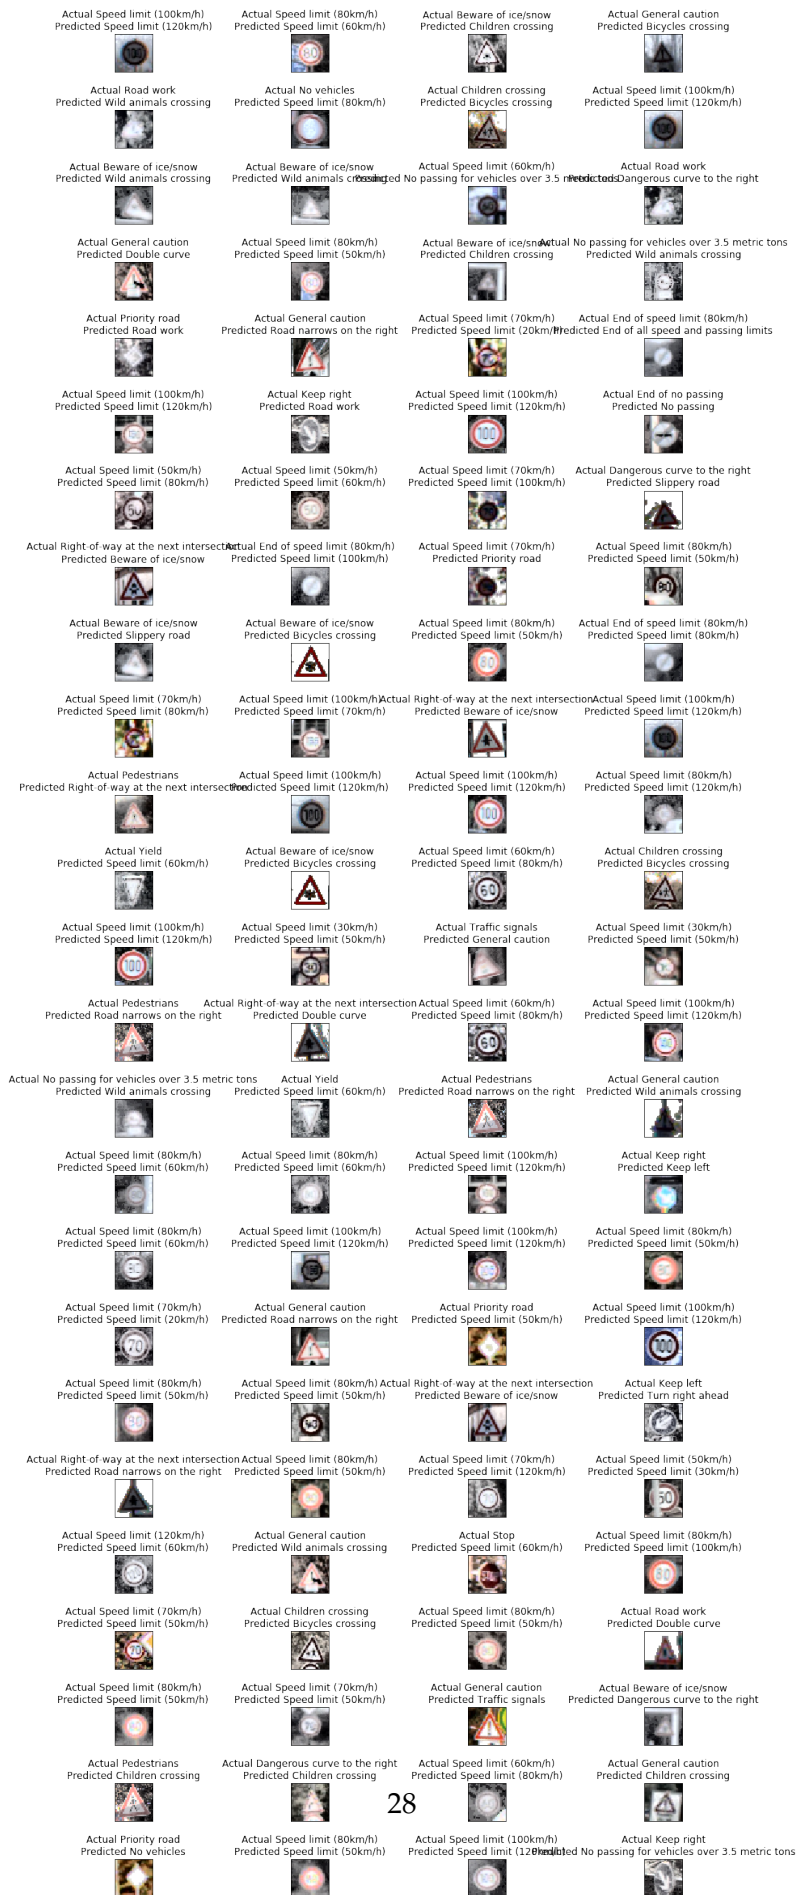 Actual Speed limit (100km/h)
Predicted Speed limit (120km/h)
Actual Speed limit (80km/h)
Predicted Speed limit (60km/h)
Actual Beware of ice/snow
Predicted Children crossing
Actual General caution
Predicted Bicycles crossing
Actual Road work
Predicted Wild animals crossing
Actual No vehicles
Predicted Speed limit (80km/h)
Actual Children crossing
Predicted Bicycles crossing
Actual Speed limit (100km/h)
Predicted Speed limit (120km/h)
Actual Beware of ice/snow
Predicted Wild animals crossing
Actual Beware of ice/snow
Predicted Wild animals crossing
Actual Speed limit (60km/h)
Predicted No passing for vehicles over 3.5 metric tons
Actual Road work
Predicted Dangerous curve to the right
Actual General caution
Predicted Double curve
Actual Speed limit (80km/h)
Predicted Speed limit (50km/h)
Actual Beware of ice/snow
Predicted Children crossing
Actual No passing for vehicles over 3.5 metric tons
Predicted Wild animals crossing
Actual Priority road
Predicted Road work
Actual General caution
Predicted Road narrows on the right
Actual Speed limit (70km/h)
Predicted Speed limit (20km/h)
Actual End of speed limit (80km/h)
Predicted End of all speed and passing limits
Actual Speed limit (100km/h)
Predicted Speed limit (120km/h)
Actual Keep right
Predicted Road work
Actual Speed limit (100km/h)
Predicted Speed limit (120km/h)
Actual End of no passing
Predicted No passing
Actual Speed limit (50km/h)
Predicted Speed limit (80km/h)
Actual Speed limit (50km/h)
Predicted Speed limit (60km/h)
Actual Speed limit (70km/h)
Predicted Speed limit (100km/h)
Actual Dangerous curve to the right
Predicted Slippery road
Actual Right-of-way at the next intersection
Predicted Beware of ice/snow
Actual End of speed limit (80km/h)
Predicted Speed limit (100km/h)
Actual Speed limit (70km/h)
Predicted Priority road
Actual Speed limit (80km/h)
Predicted Speed limit (50km/h)
Actual Beware of ice/snow
Predicted Slippery road
Actual Beware of ice/snow
Predicted Bicycles crossing
Actual Speed limit (80km/h)
Predicted Speed limit (50km/h)
Actual End of speed limit (80km/h)
Predicted Speed limit (80km/h)
Actual Speed limit (70km/h)
Predicted Speed limit (80km/h)
Actual Speed limit (100km/h)
Predicted Speed limit (70km/h)
Actual Right-of-way at the next intersection
Predicted Beware of ice/snow
Actual Speed limit (100km/h)
Predicted Speed limit (120km/h)
Actual Pedestrians
Predicted Right-of-way at the next intersection
Actual Speed limit (100km/h)
Predicted Speed limit (120km/h)
Actual Speed limit (100km/h)
Predicted Speed limit (120km/h)
Actual Speed limit (80km/h)
Predicted Speed limit (120km/h)
Actual Yield
Predicted Speed limit (60km/h)
Actual Beware of ice/snow
Predicted Bicycles crossing
Actual Speed limit (60km/h)
Predicted Speed limit (80km/h)
Actual Children crossing
Predicted Bicycles crossing
Actual Speed limit (100km/h)
Predicted Speed limit (120km/h)
Actual Speed limit (30km/h)
Predicted Speed limit (50km/h)
Actual Traffic signals
Predicted General caution
Actual Speed limit (30km/h)
Predicted Speed limit (50km/h)
Actual Pedestrians
Predicted Road narrows on the right
Actual Right-of-way at the next intersection
Predicted Double curve
Actual Speed limit (60km/h)
Predicted Speed limit (80km/h)
Actual Speed limit (100km/h)
Predicted Speed limit (120km/h)
Actual No passing for vehicles over 3.5 metric tons
Predicted Wild animals crossing
Actual Yield
Predicted Speed limit (60km/h)
Actual Pedestrians
Predicted Road narrows on the right
Actual General caution
Predicted Wild animals crossing
Actual Speed limit (80km/h)
Predicted Speed limit (60km/h)
Actual Speed limit (80km/h)
Predicted Speed limit (60km/h)
Actual Speed limit (100km/h)
Predicted Speed limit (120km/h)
Actual Keep right
Predicted Keep left
Actual Speed limit (80km/h)
Predicted Speed limit (60km/h)
Actual Speed limit (100km/h)
Predicted Speed limit (120km/h)
Actual Speed limit (100km/h)
Predicted Speed limit (120km/h)
Actual Speed limit (80km/h)
Predicted Speed limit (50km/h)
Actual Speed limit (70km/h)
Predicted Speed limit (20km/h)
Actual General caution
Predicted Road narrows on the right
Actual Priority road
Predicted Speed limit (50km/h)
Actual Speed limit (100km/h)
Predicted Speed limit (120km/h)
Actual Speed limit (80km/h)
Predicted Speed limit (50km/h)
Actual Speed limit (80km/h)
Predicted Speed limit (50km/h)
Actual Right-of-way at the next intersection
Predicted Beware of ice/snow
Actual Keep left
Predicted Turn right ahead
Actual Right-of-way at the next intersection
Predicted Road narrows on the right
Actual Speed limit (80km/h)
Predicted Speed limit (50km/h)
Actual Speed limit (70km/h)
Predicted Speed limit (120km/h)
Actual Speed limit (50km/h)
Predicted Speed limit (30km/h)
Actual Speed limit (120km/h)
Predicted Speed limit (60km/h)
Actual General caution
Predicted Wild animals crossing
Actual Stop
Predicted Speed limit (60km/h)
Actual Speed limit (80km/h)
Predicted Speed limit (100km/h)
Actual Speed limit (70km/h)
Predicted Speed limit (50km/h)
Actual Children crossing
Predicted Bicycles crossing
Actual Speed limit (80km/h)
Predicted Speed limit (50km/h)
Actual Road work
Predicted Double curve
Actual Speed limit (80km/h)
Predicted Speed limit (50km/h)
Actual Speed limit (70km/h)
Predicted Speed limit (50km/h)
Actual General caution
Predicted Traffic signals
Actual Beware of ice/snow
Predicted Dangerous curve to the right
Actual Pedestrians
Predicted Children crossing
Actual Dangerous curve to the right
Predicted Children crossing
Actual Speed limit (60km/h)
Predicted Speed limit (80km/h)
Actual General caution
Predicted Children crossing
28
Actual Priority road
Predicted No vehicles
Actual Speed limit (80km/h)
Predicted Speed limit (50km/h)
Actual Speed limit (100km/h)
Predicted Speed limit (120km/h)
Actual Keep right
Predicted No passing for vehicles over 3.5 metric tons